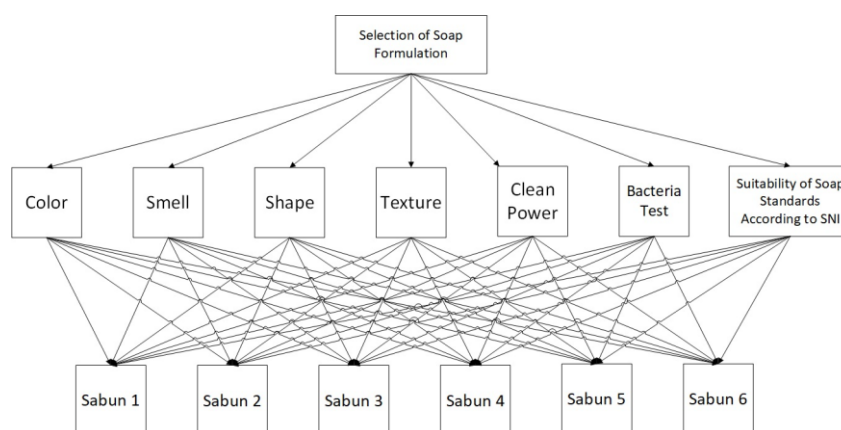 Selection of Soap
Formulation
Color
Smell
Shape
Texture
Clean
Power
Bacteria
Test
Suitability of Soap
Standards
According to SNI
Sabun 1
Sabun 2
Sabun 3
Sabun 4
Sabun 5
Sabun 6